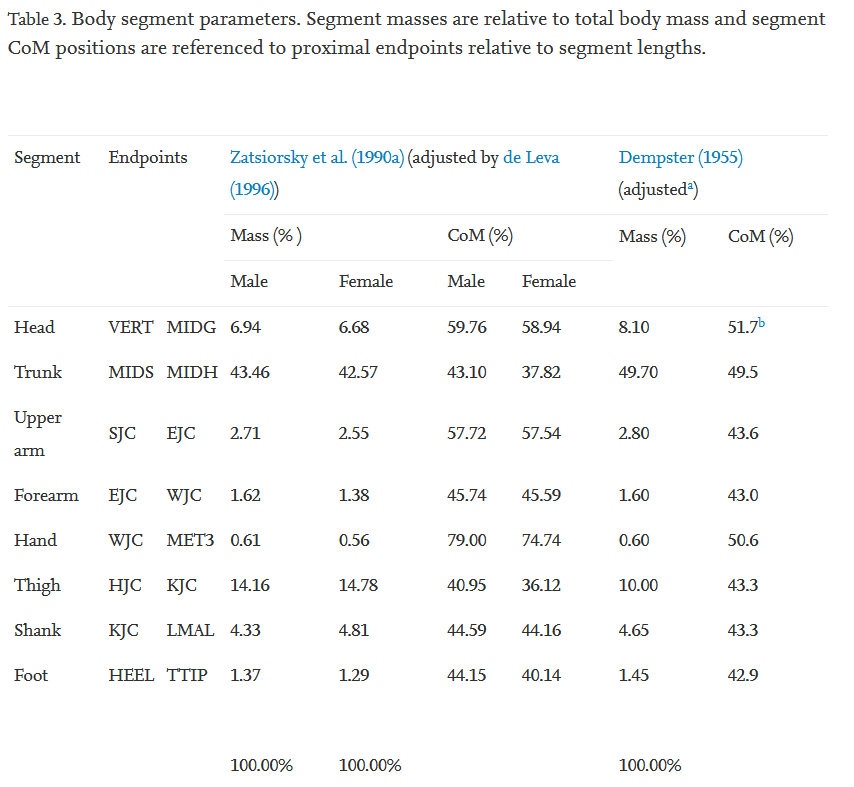 Table 3. Body segment parameters. Segment masses are relative to total body mass and segment
CoM positions are referenced to proximal endpoints relative to segment lengths.
Segment Endpoints Zatsiorsky et al. (1990a) (adjusted by de Leva Dempster (1955)
(1996)) (adjustedᵃ)
Mass (% ) CoM (%) Mass (%) CoM (%)
Male Female Male Female
Head VERT MIDG 6.94 6.68 59.76 58.94 8.10 51.7ᵇ
Trunk MIDS MIDH 43.46 42.57 43.10 37.82 49.70 49.5
Upper
arm SJC EJC 2.71 2.55 57.72 57.54 2.80 43.6
Forearm EJC WJC 1.62 1.38 45.74 45.59 1.60 43.0
Hand WJC MET3 0.61 0.56 79.00 74.74 0.60 50.6
Thigh HJC KJC 14.16 14.78 40.95 36.12 10.00 43.3
Shank KJC LMAL 4.33 4.81 44.59 44.16 4.65 43.3
Foot HEEL TTIP 1.37 1.29 44.15 40.14 1.45 42.9
100.00% 100.00% 100.00%